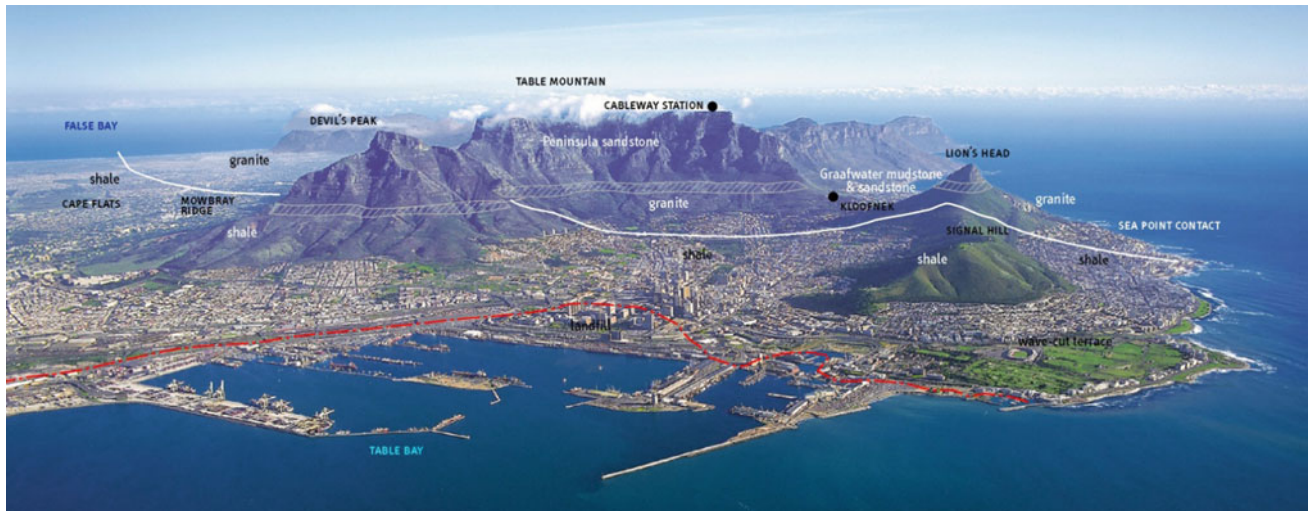 TABLE MOUNTAIN
CABLEWAY STATION
DEVIL'S PEAK
FALSE BAY
Peninsula sandstone
granite
LION'S HEAD
shale
Graafwater mudstone
& sandstone
CAPE FLATS
MOWBRAY
RIDGE
granite
KLOOFNEK
granite
shale
SEA POINT CONTACT
SIGNAL HILL
shale
shale
shale
landfill
wave-cut terrace
TABLE BAY